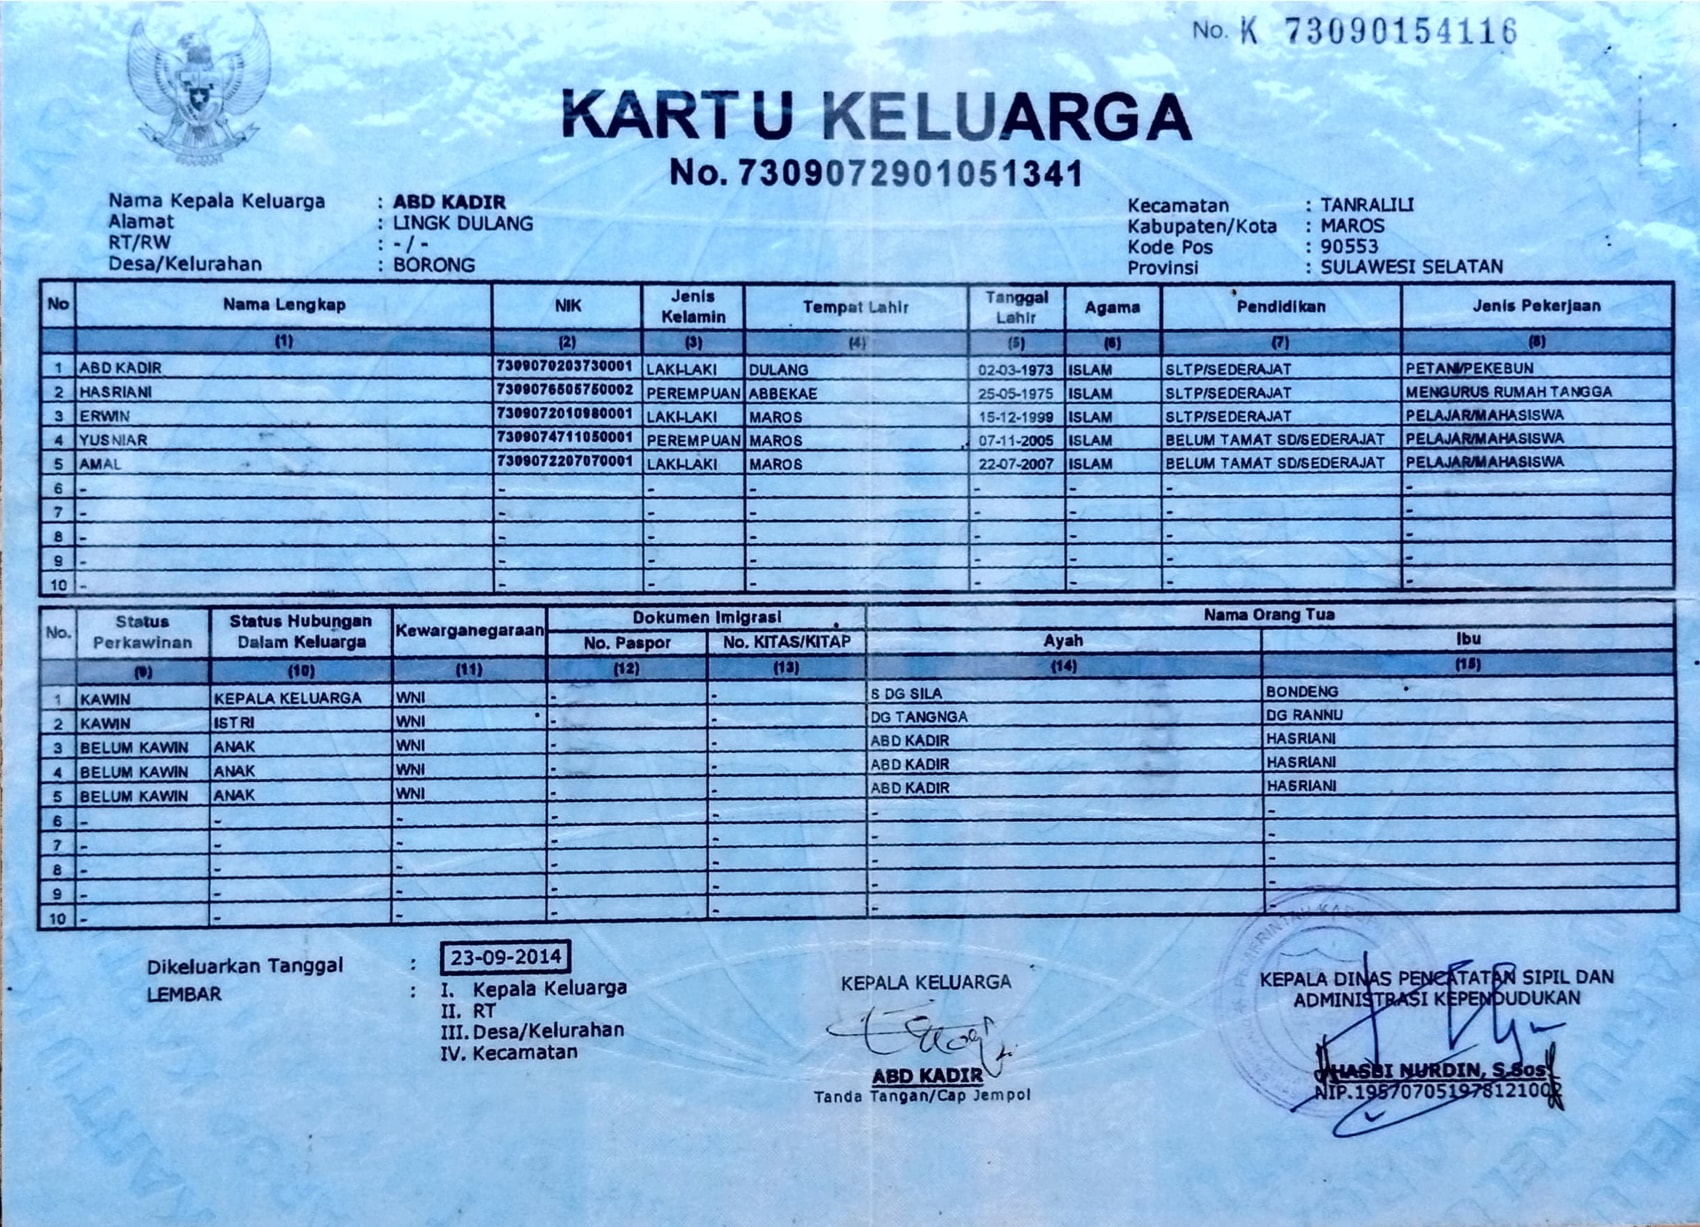 No. K 73090154116
KARTU KELUARGA
No. 7309072901051341
Nama Kepala Keluarga : ABD KADIR
Alamat : LINGK DULANG
RT/RW : - / -
Desa/Kelurahan : BORONG
Kecamatan : TANRALILI
Kabupaten/Kota : MAROS
Kode Pos : 90553
Provinsi : SULAWESI SELATAN
No Nama Lengkap NIK Jenis Kelamin Tempat Lahir Tanggal Lahir Agama Pendidikan Jenis Pekerjaan
(1) (2) (3) (4) (5) (6) (7) (8)
1 ABD KADIR 7309070203730001 LAKI-LAKI DULANG 02-03-1973 ISLAM SLTP/SEDERAJAT PETANI/PEKEBUN
2 HASRIANI 7309076505750002 PEREMPUAN ABBEKAE 25-05-1975 ISLAM SLTP/SEDERAJAT MENGURUS RUMAH TANGGA
3 ERWIN 7309072010980001 LAKI-LAKI MAROS 15-12-1999 ISLAM SLTP/SEDERAJAT PELAJAR/MAHASISWA
4 YUSNIAR 7309074711050001 PEREMPUAN MAROS 07-11-2005 ISLAM BELUM TAMAT SD/SEDERAJAT PELAJAR/MAHASISWA
5 AMAL 7309072207070001 LAKI-LAKI MAROS 22-07-2007 ISLAM BELUM TAMAT SD/SEDERAJAT PELAJAR/MAHASISWA
6 - - - - - - - -
7 - - - - - - - -
8 - - - - - - - -
9 - - - - - - - -
10 - - - - - - - -
No. Status Perkawinan Status Hubungan Dalam Keluarga Kewarganegaraan Dokumen Imigrasi Nama Orang Tua
No. Paspor No. KITAS/KITAP Ayah Ibu
(9) (10) (11) (12) (13) (14) (15)
1 KAWIN KEPALA KELUARGA WNI - - S DG SILA BONDENG
2 KAWIN ISTRI WNI - - DG TANGNGA DG RANNU
3 BELUM KAWIN ANAK WNI - - ABD KADIR HASRIANI
4 BELUM KAWIN ANAK WNI - - ABD KADIR HASRIANI
5 BELUM KAWIN ANAK WNI - - ABD KADIR HASRIANI
6 - - - - - - -
7 - - - - - - -
8 - - - - - - -
9 - - - - - - -
10 - - - - - - -
Dikeluarkan Tanggal : 23-09-2014
LEMBAR : I. Kepala Keluarga
II. RT
III. Desa/Kelurahan
IV. Kecamatan
KEPALA KELUARGA
ABD KADIR
Tanda Tangan/Cap Jempol
KEPALA DINAS PENCATATAN SIPIL DAN
ADMINISTRASI KEPENDUDUKAN
HASBI NURDIN, S.Sos
NIP.195707051978121002